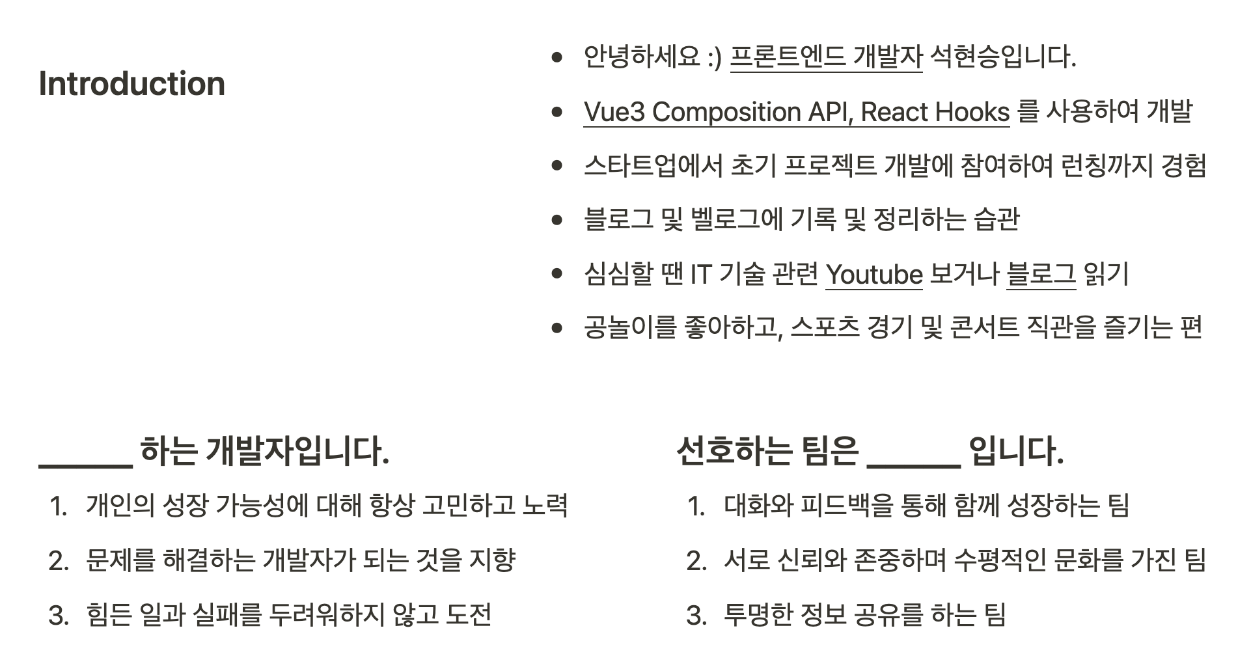 Introduction
• 안녕하세요 :) 프론트엔드 개발자 석현승입니다.
• Vue3 Composition API, React Hooks 를 사용하여 개발
• 스타트업에서 초기 프로젝트 개발에 참여하여 런칭까지 경험
• 블로그 및 벨로그에 기록 및 정리하는 습관
• 심심할 땐 IT 기술 관련 Youtube 보거나 블로그 읽기
• 공놀이를 좋아하고, 스포츠 경기 및 콘서트 직관을 즐기는 편
______ 하는 개발자입니다.
1. 개인의 성장 가능성에 대해 항상 고민하고 노력
2. 문제를 해결하는 개발자가 되는 것을 지향
3. 힘든 일과 실패를 두려워하지 않고 도전
선호하는 팀은 ______ 입니다.
1. 대화와 피드백을 통해 함께 성장하는 팀
2. 서로 신뢰와 존중하며 수평적인 문화를 가진 팀
3. 투명한 정보 공유를 하는 팀